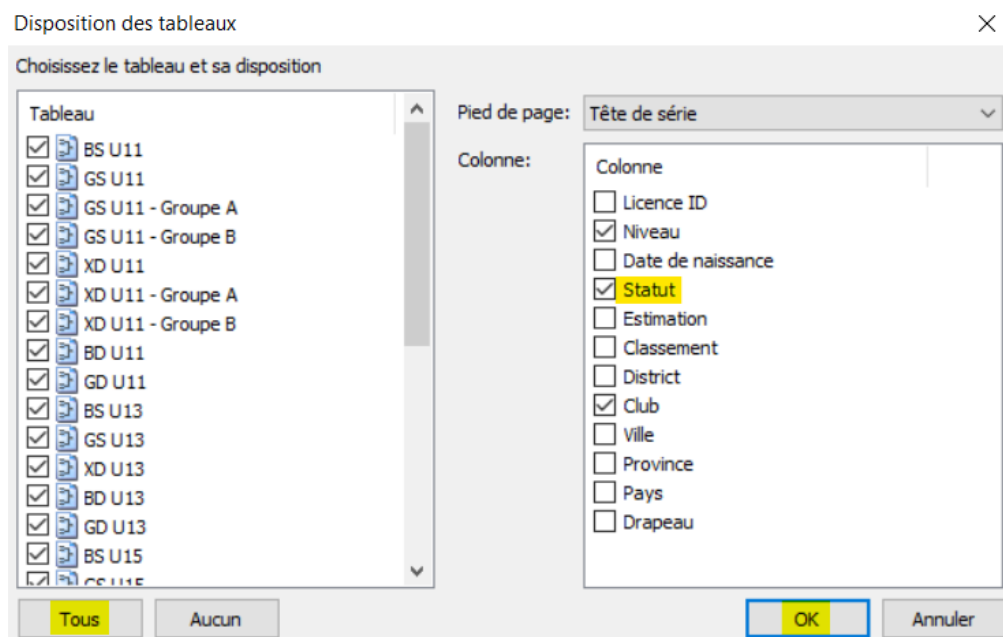 Disposition des tableaux
Choisissez le tableau et sa disposition
Tableau
BS U11
GS U11
GS U11 - Groupe A
GS U11 - Groupe B
XD U11
XD U11 - Groupe A
XD U11 - Groupe B
BD U11
GD U11
BS U13
GS U13
XD U13
BD U13
GD U13
BS U15
GS U15
Tous
Aucun
Pied de page:
Tête de série
Colonne:
Colonne
Licence ID
Niveau
Date de naissance
Statut
Estimation
Classement
District
Club
Ville
Province
Pays
Drapeau
OK
Annuler